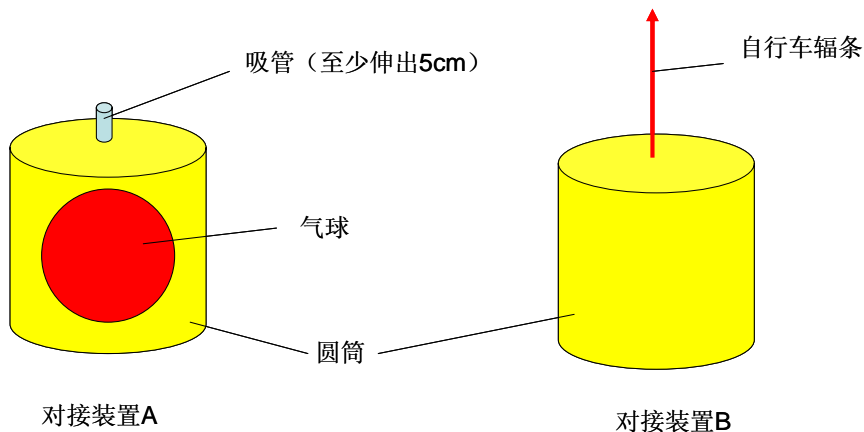 吸管（至少伸出5cm）
自行车辐条
气球
圆筒
对接装置A
对接装置B